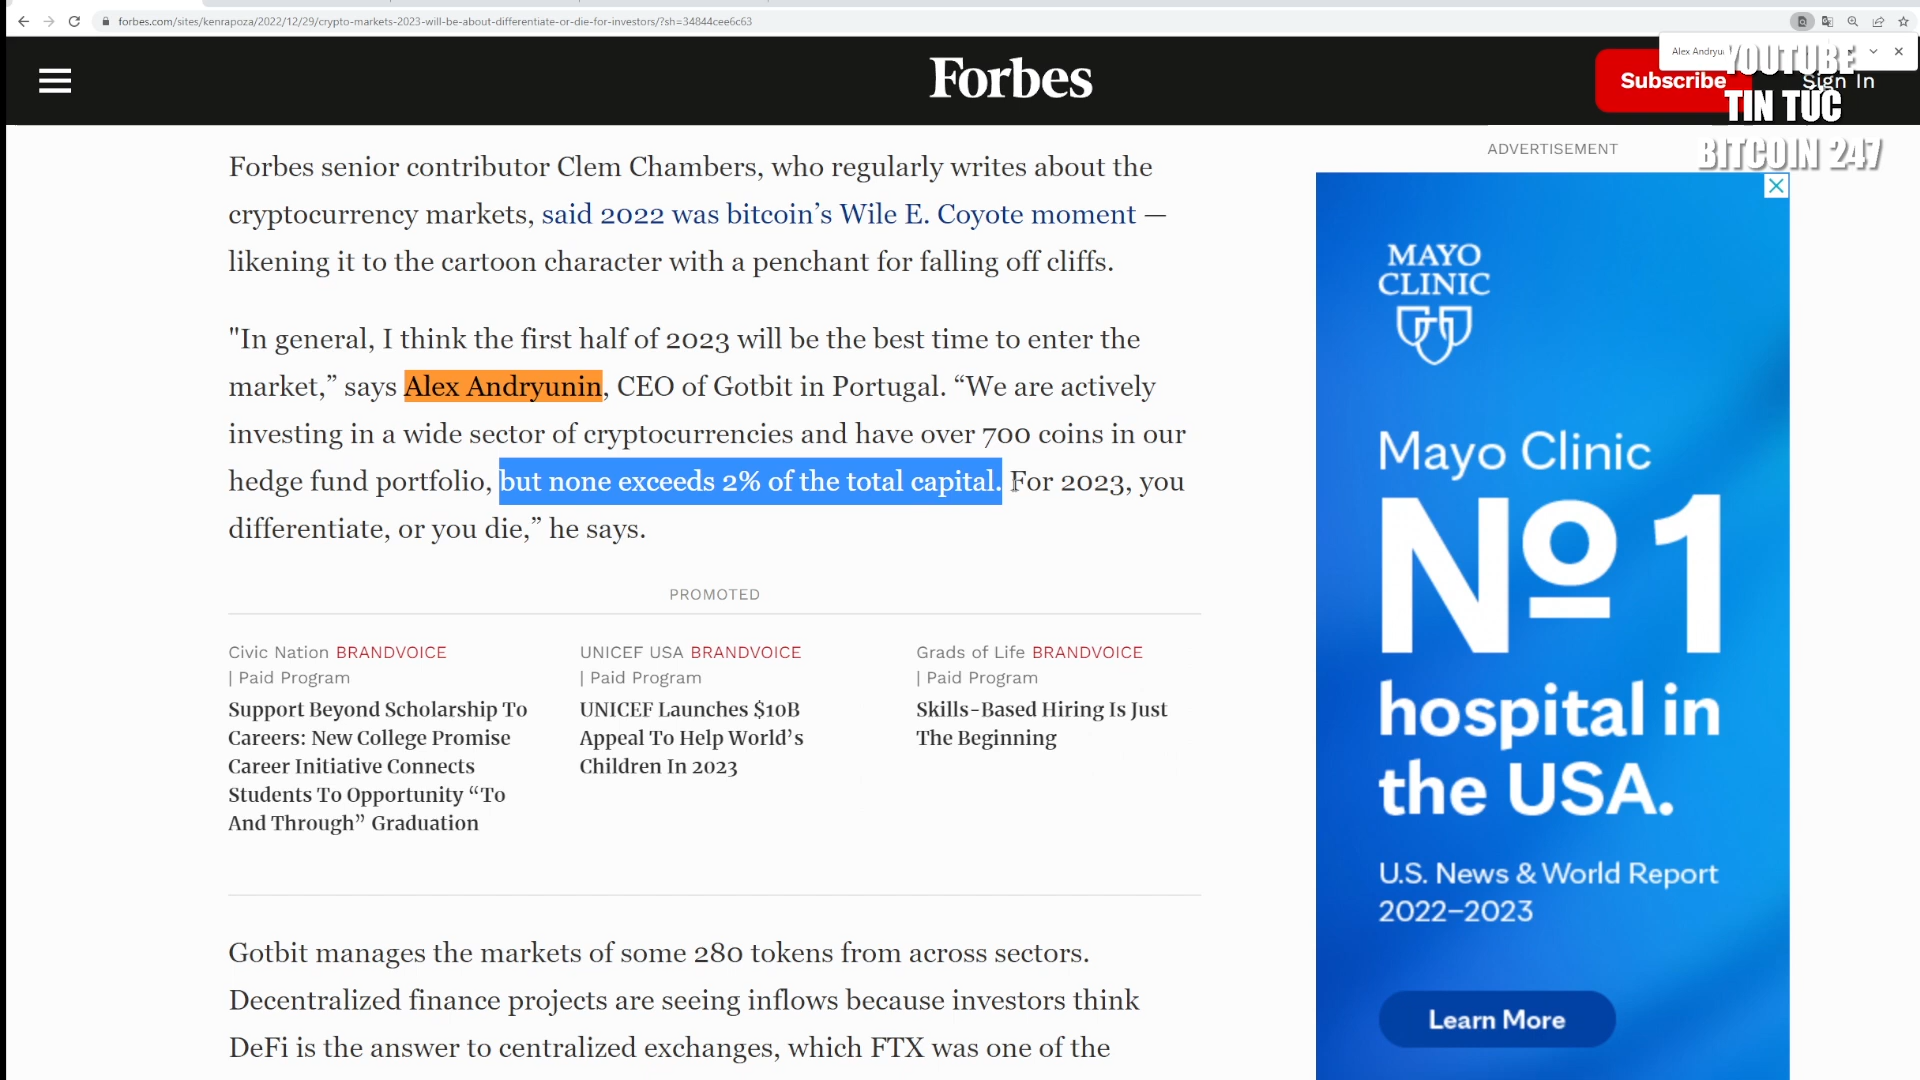 forbes.com/sites/kenrapoza/2022/12/29/crypto-markets-2023-will-be-about-differentiate-or-die-for-investors/?sh=34844cee6c63
Forbes
Subscribe
Sign In
YOUTUBE
TIN TUC
BITCOIN 247
Forbes senior contributor Clem Chambers, who regularly writes about the
cryptocurrency markets, said 2022 was bitcoin’s Wile E. Coyote moment —
likening it to the cartoon character with a penchant for falling off cliffs.
"In general, I think the first half of 2023 will be the best time to enter the
market,” says Alex Andryunin, CEO of Gotbit in Portugal. “We are actively
investing in a wide sector of cryptocurrencies and have over 700 coins in our
hedge fund portfolio, but none exceeds 2% of the total capital. For 2023, you
differentiate, or you die,” he says.
PROMOTED
Civic Nation BRANDVOICE
| Paid Program
Support Beyond Scholarship To
Careers: New College Promise
Career Initiative Connects
Students To Opportunity “To
And Through” Graduation
UNICEF USA BRANDVOICE
| Paid Program
UNICEF Launches $10B
Appeal To Help World’s
Children In 2023
Grads of Life BRANDVOICE
| Paid Program
Skills-Based Hiring Is Just
The Beginning
Gotbit manages the markets of some 280 tokens from across sectors.
Decentralized finance projects are seeing inflows because investors think
DeFi is the answer to centralized exchanges, which FTX was one of the
ADVERTISEMENT
MAYO
CLINIC
Mayo Clinic
Nº1
hospital in
the USA.
U.S. News & World Report
2022–2023
Learn More